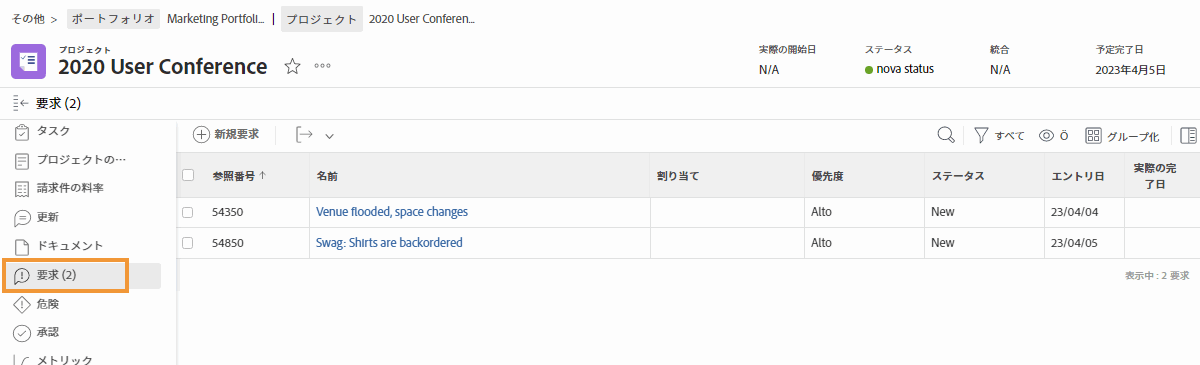 その他 > ポートフォリオ Marketing Portfoli... | プロジェクト 2020 User Conferen...
プロジェクト
2020 User Conference
実際の開始日 ステータス 統合 予定完了日
N/A nova status N/A 2023年4月5日
要求 (2)
タスク
プロジェクトの…
請求件の料率
更新
ドキュメント
要求 (2)
危険
承認
メトリック
新規要求 すべて Ö グループ化
参照番号 ↑ 名前 割り当て 優先度 ステータス エントリ日 実際の完
了日
54350 Venue flooded, space changes Alto New 23/04/04
54850 Swag: Shirts are backordered Alto New 23/04/05
表示中 : 2 要求